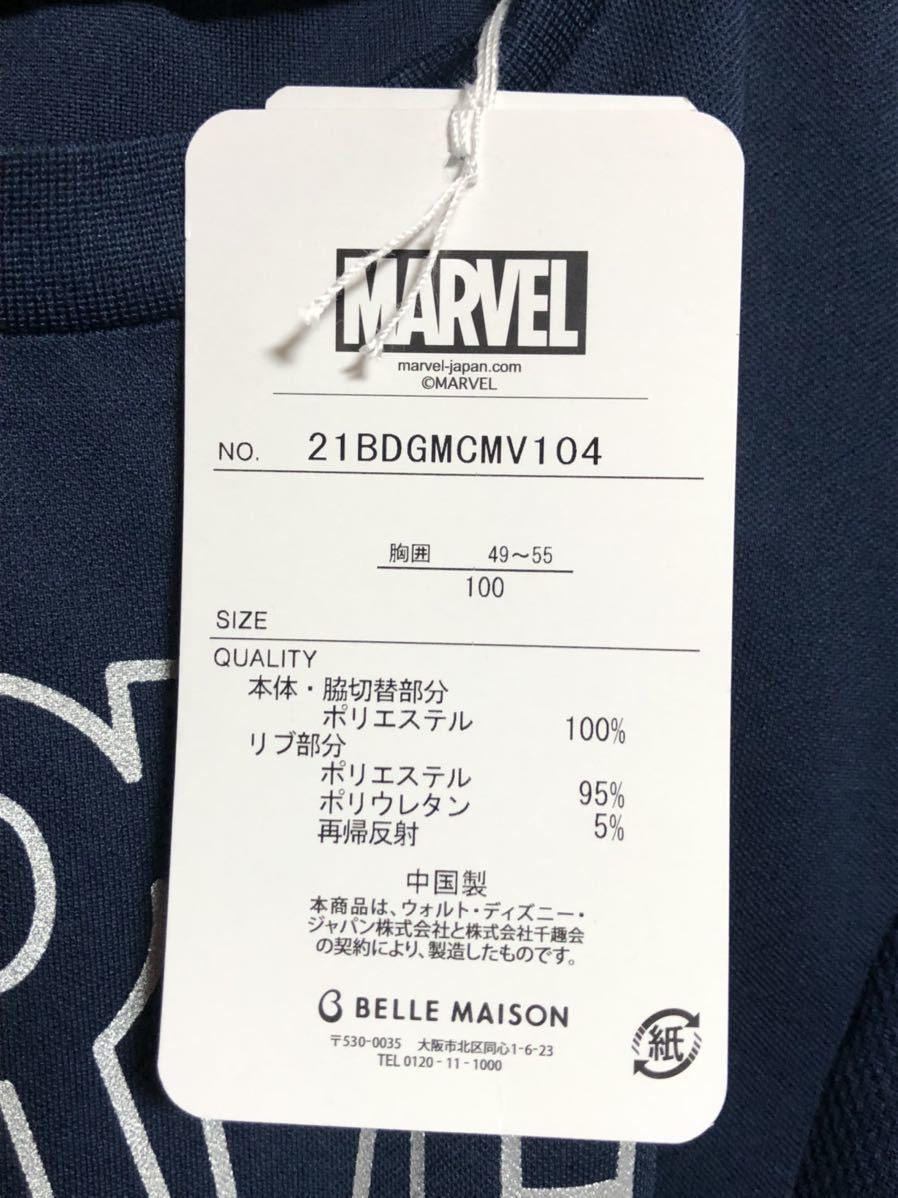 MARVEL
marvel-japan.com
©MARVEL
NO. 21BDGMCMV104
胸囲 49～55
100
SIZE
QUALITY
本体・脇切替部分
ポリエステル 100%
リブ部分
ポリエステル 95%
ポリウレタン 5%
再帰反射
中国製
本商品は、ウォルト・ディズニー・
ジャパン株式会社と株式会社千趣会
の契約により、製造したものです。
BELLE MAISON
〒530-0035 大阪市北区同心1-6-23
TEL 0120-11-1000
紙